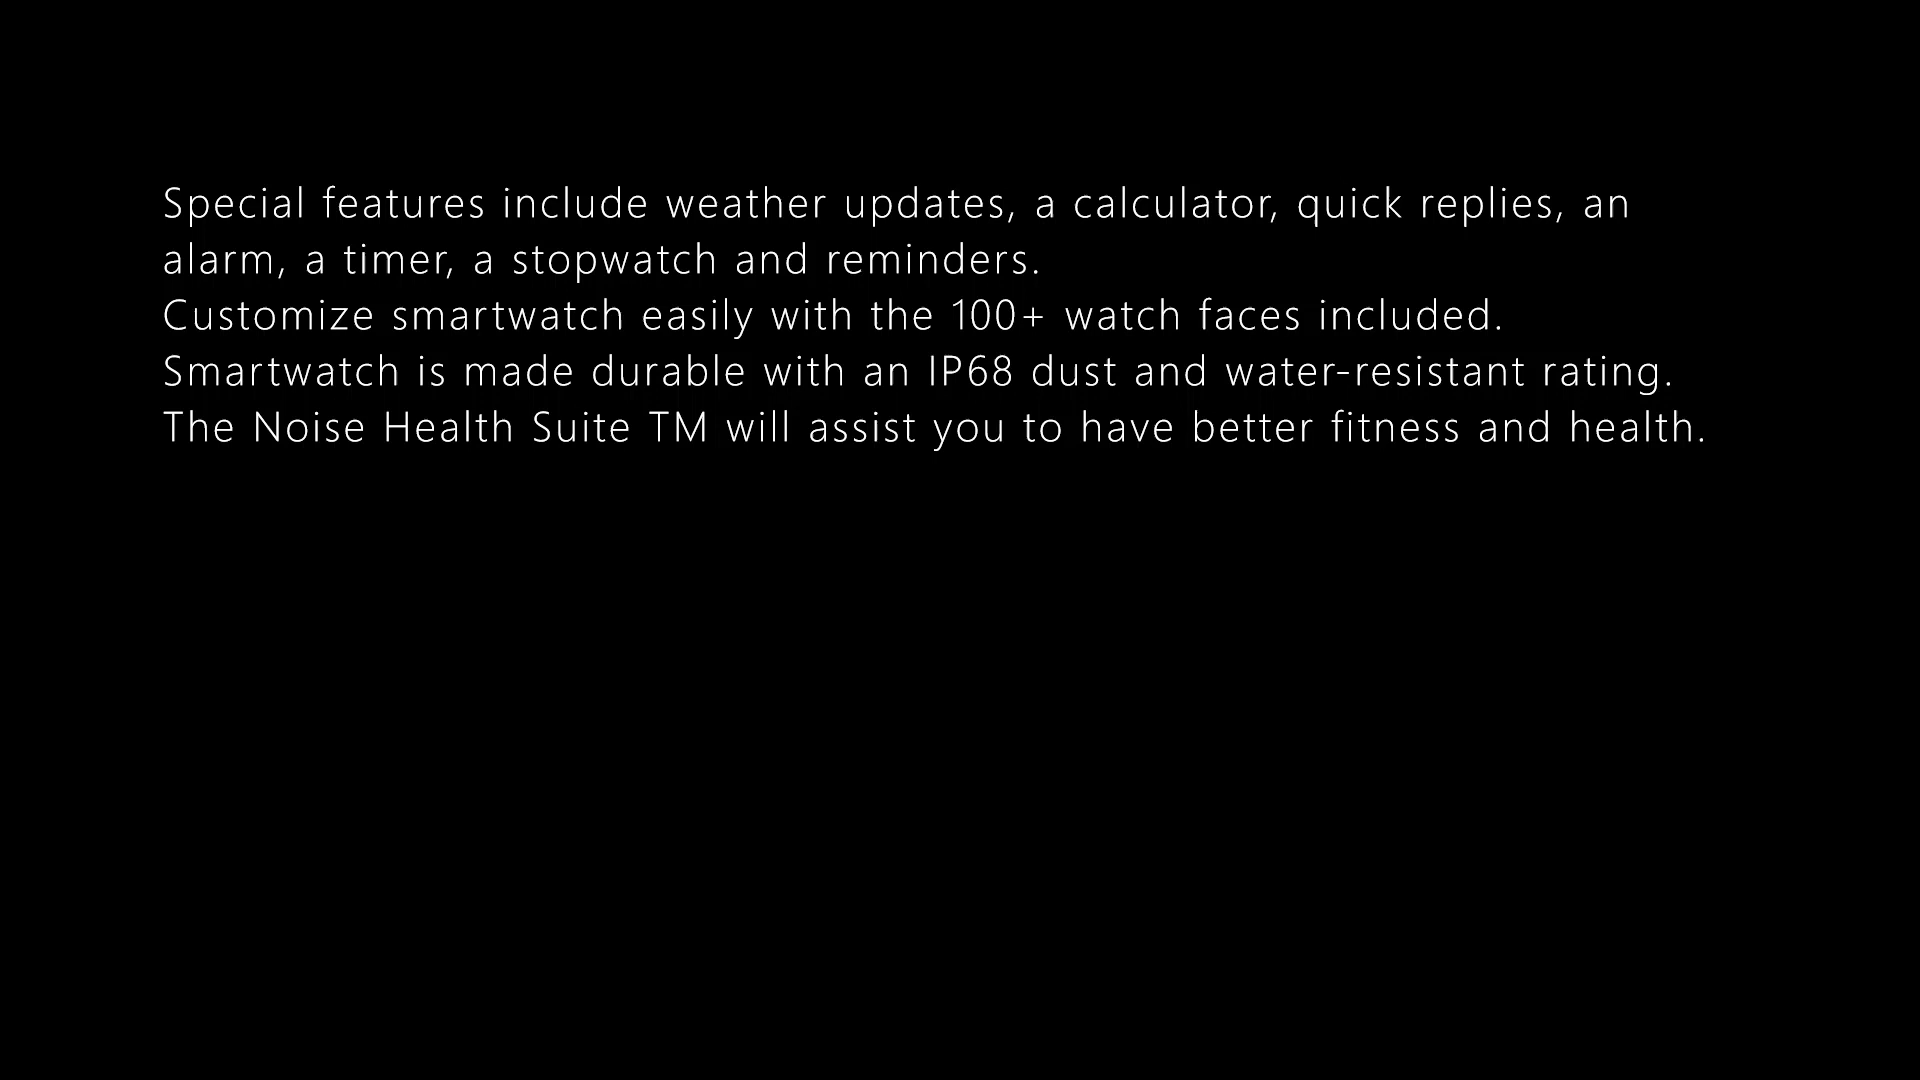 Special features include weather updates, a calculator, quick replies, an
alarm, a timer, a stopwatch and reminders.
Customize smartwatch easily with the 100+ watch faces included.
Smartwatch is made durable with an IP68 dust and water-resistant rating.
The Noise Health Suite TM will assist you to have better fitness and health.